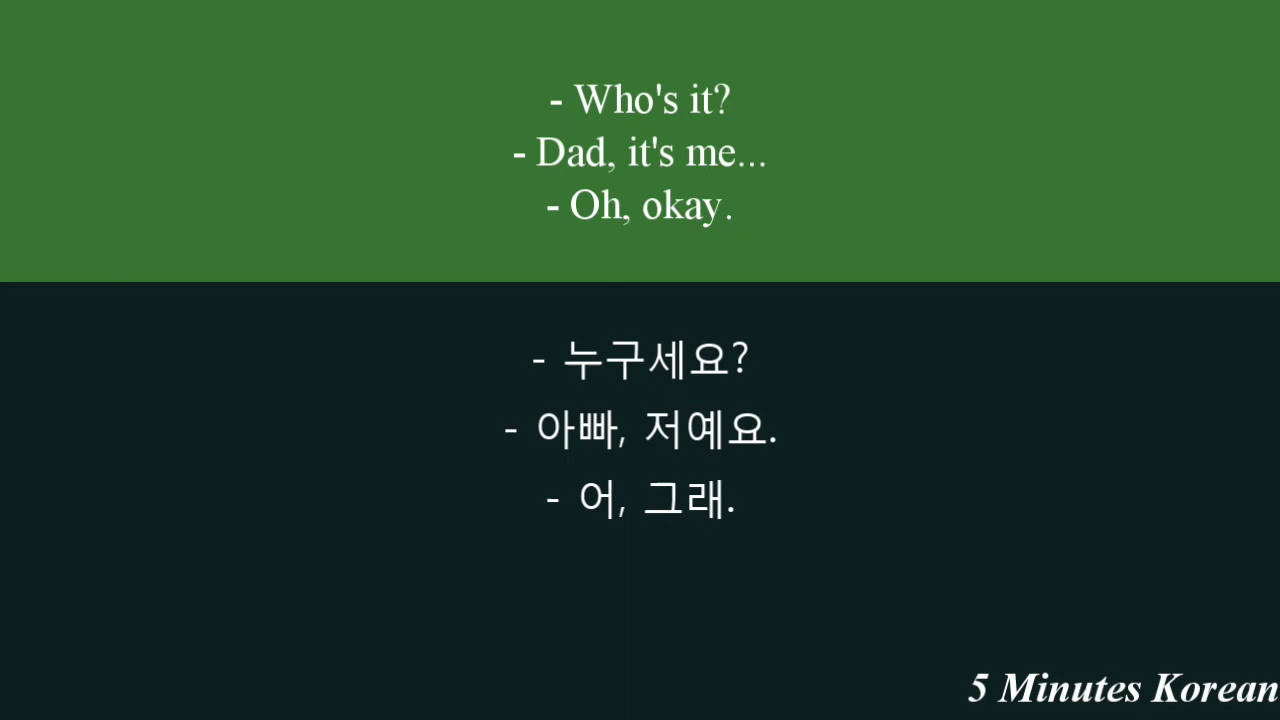 - Who's it?
- Dad, it's me...
- Oh, okay.
- 누구세요?
- 아빠, 저예요.
- 어, 그래.
5 Minutes Korean